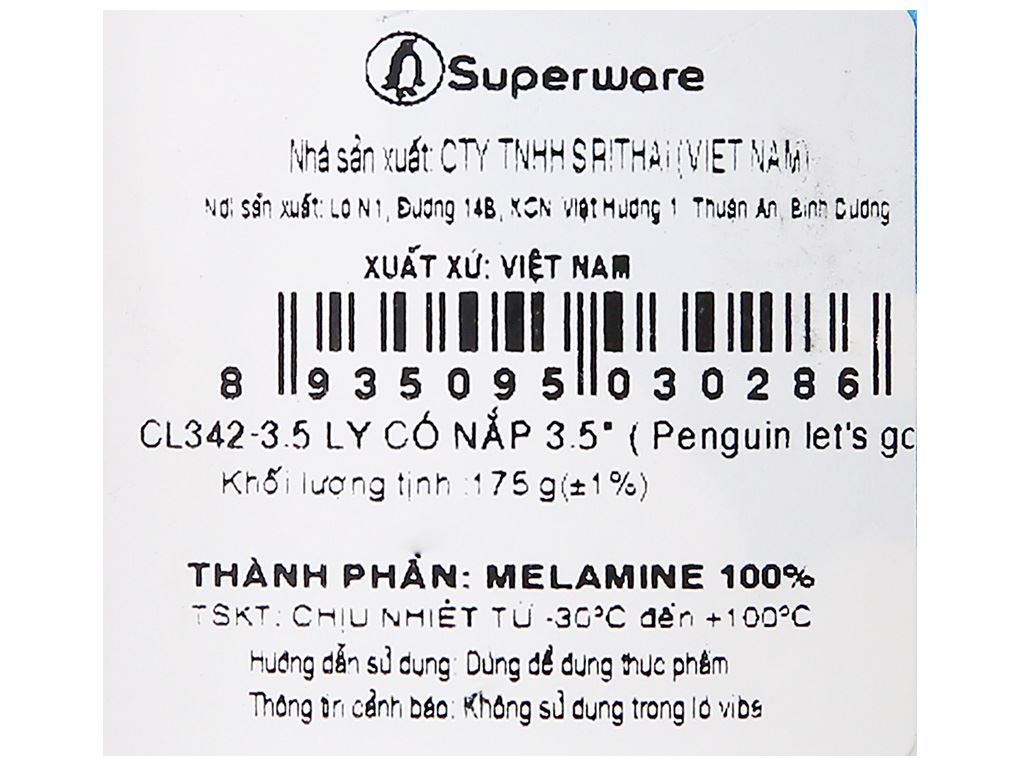 Superware
Nhà sản xuất: CTY TNHH SRITHAI (VIET NAM)
Nơi sản xuất: Lô N1, Đường 14B, KCN Việt Hương 1, Thuận An, Bình Dương
XUẤT XỨ: VIỆT NAM
8 935095 030286
CL342-3.5 LY CÓ NẮP 3.5" ( Penguin let's go
Khối lượng tịnh :175 g(±1%)
THÀNH PHẦN: MELAMINE 100%
TSKT: CHỊU NHIỆT TỪ -30°C đến +100°C
Hướng dẫn sử dụng: Dùng để đựng thực phẩm
Thông tin cảnh báo: Không sử dụng trong lò viba